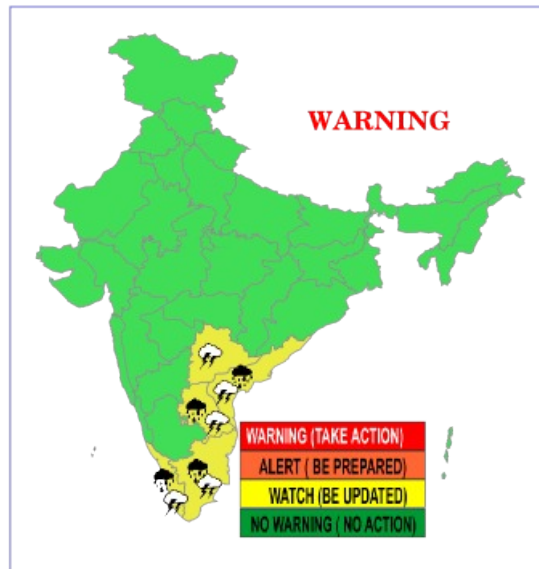 WARNING
WARNING (TAKE ACTION)
ALERT ( BE PREPARED)
WATCH (BE UPDATED)
NO WARNING ( NO ACTION)